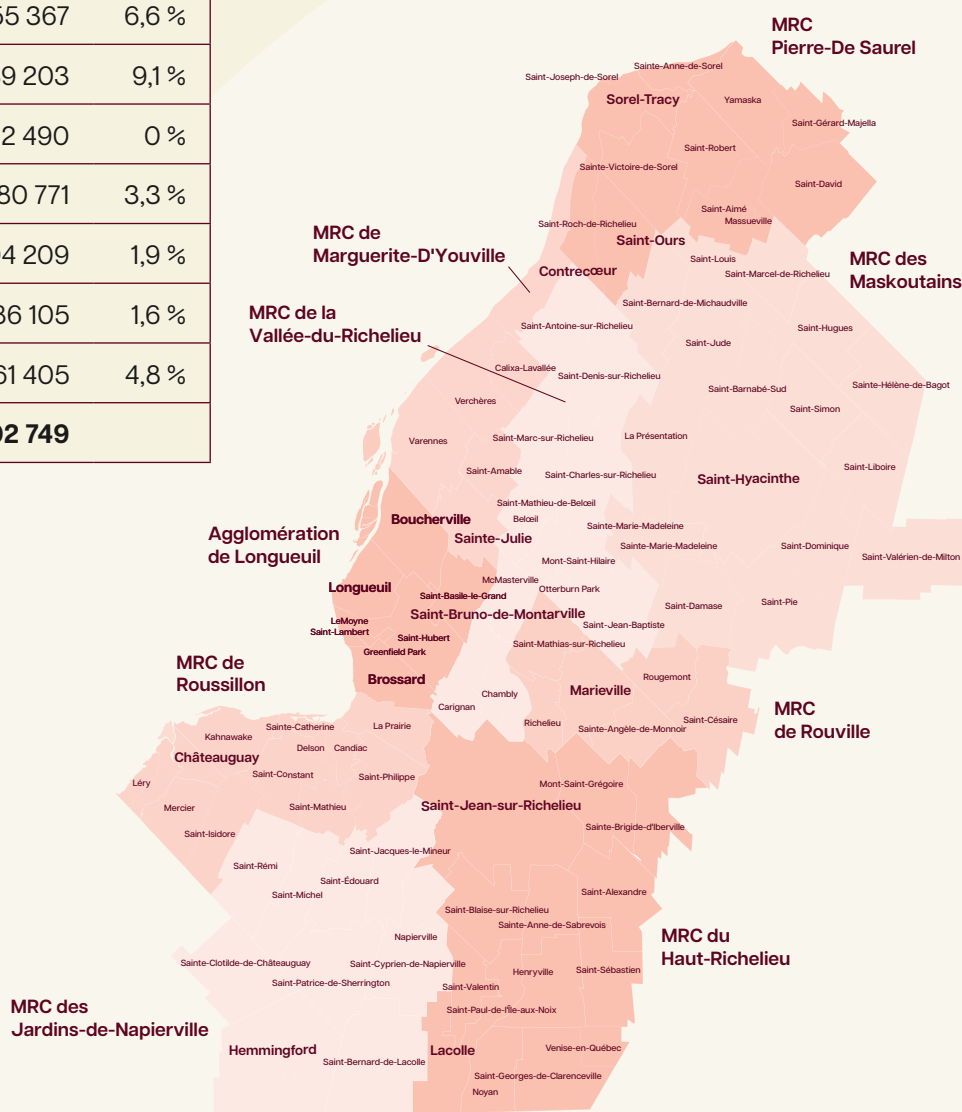 55 367 6,6 %
9 203 9,1 %
2 490 0 %
80 771 3,3 %
4 209 1,9 %
36 105 1,6 %
61 405 4,8 %
02 749
MRC
Pierre-De Saurel
Sainte-Anne-de-Sorel
Saint-Joseph-de-Sorel
Sorel-Tracy
Yamaska
Saint-Gérard-Majella
Saint-Robert
Sainte-Victoire-de-Sorel
Saint-David
Saint-Aimé
Massueville
Saint-Roch-de-Richelieu
Saint-Ours
MRC de
Marguerite-D'Youville
Contrecœur
Saint-Louis
Saint-Marcel-de-Richelieu
MRC des
Maskoutains
Saint-Bernard-de-Michaudville
MRC de la
Vallée-du-Richelieu
Saint-Antoine-sur-Richelieu
Saint-Hugues
Saint-Jude
Calixa-Lavallée
Saint-Denis-sur-Richelieu
Saint-Barnabé-Sud
Sainte-Hélène-de-Bagot
Verchères
Saint-Simon
Varennes
Saint-Marc-sur-Richelieu
La Présentation
Saint-Amable
Saint-Charles-sur-Richelieu
Saint-Hyacinthe
Saint-Liboire
Saint-Mathieu-de-Belœil
Boucherville
Belœil
Sainte-Marie-Madeleine
Agglomération
de Longueuil
Sainte-Julie
Sainte-Marie-Madeleine
Saint-Dominique
Saint-Valérien-de-Milton
Mont-Saint-Hilaire
McMasterville
Longueuil
Otterburn Park
Saint-Basile-le-Grand
Saint-Bruno-de-Montarville
Saint-Damase
Saint-Pie
LeMoyne
Saint-Lambert
Saint-Jean-Baptiste
Saint-Hubert
Saint-Mathias-sur-Richelieu
Greenfield Park
MRC de
Roussillon
Brossard
Marieville
Rougemont
Chambly
Carignan
MRC
de Rouville
Richelieu
Saint-Césaire
Sainte-Angèle-de-Monnoir
Sainte-Catherine
La Prairie
Kahnawake
Delson
Candiac
Châteauguay
Saint-Constant
Saint-Philippe
Léry
Mont-Saint-Grégoire
Mercier
Saint-Mathieu
Saint-Jean-sur-Richelieu
Saint-Isidore
Sainte-Brigide-d'Iberville
Saint-Jacques-le-Mineur
Saint-Rémi
Saint-Édouard
Saint-Michel
Saint-Alexandre
Saint-Blaise-sur-Richelieu
Sainte-Anne-de-Sabrevois
Napierville
MRC du
Haut-Richelieu
Sainte-Clotilde-de-Châteauguay
Saint-Cyprien-de-Napierville
Henryville
Saint-Sébastien
Saint-Patrice-de-Sherrington
Saint-Valentin
MRC des
Jardins-de-Napierville
Saint-Paul-de-l'Île-aux-Noix
Hemmingford
Lacolle
Venise-en-Québec
Saint-Bernard-de-Lacolle
Saint-Georges-de-Clarenceville
Noyan